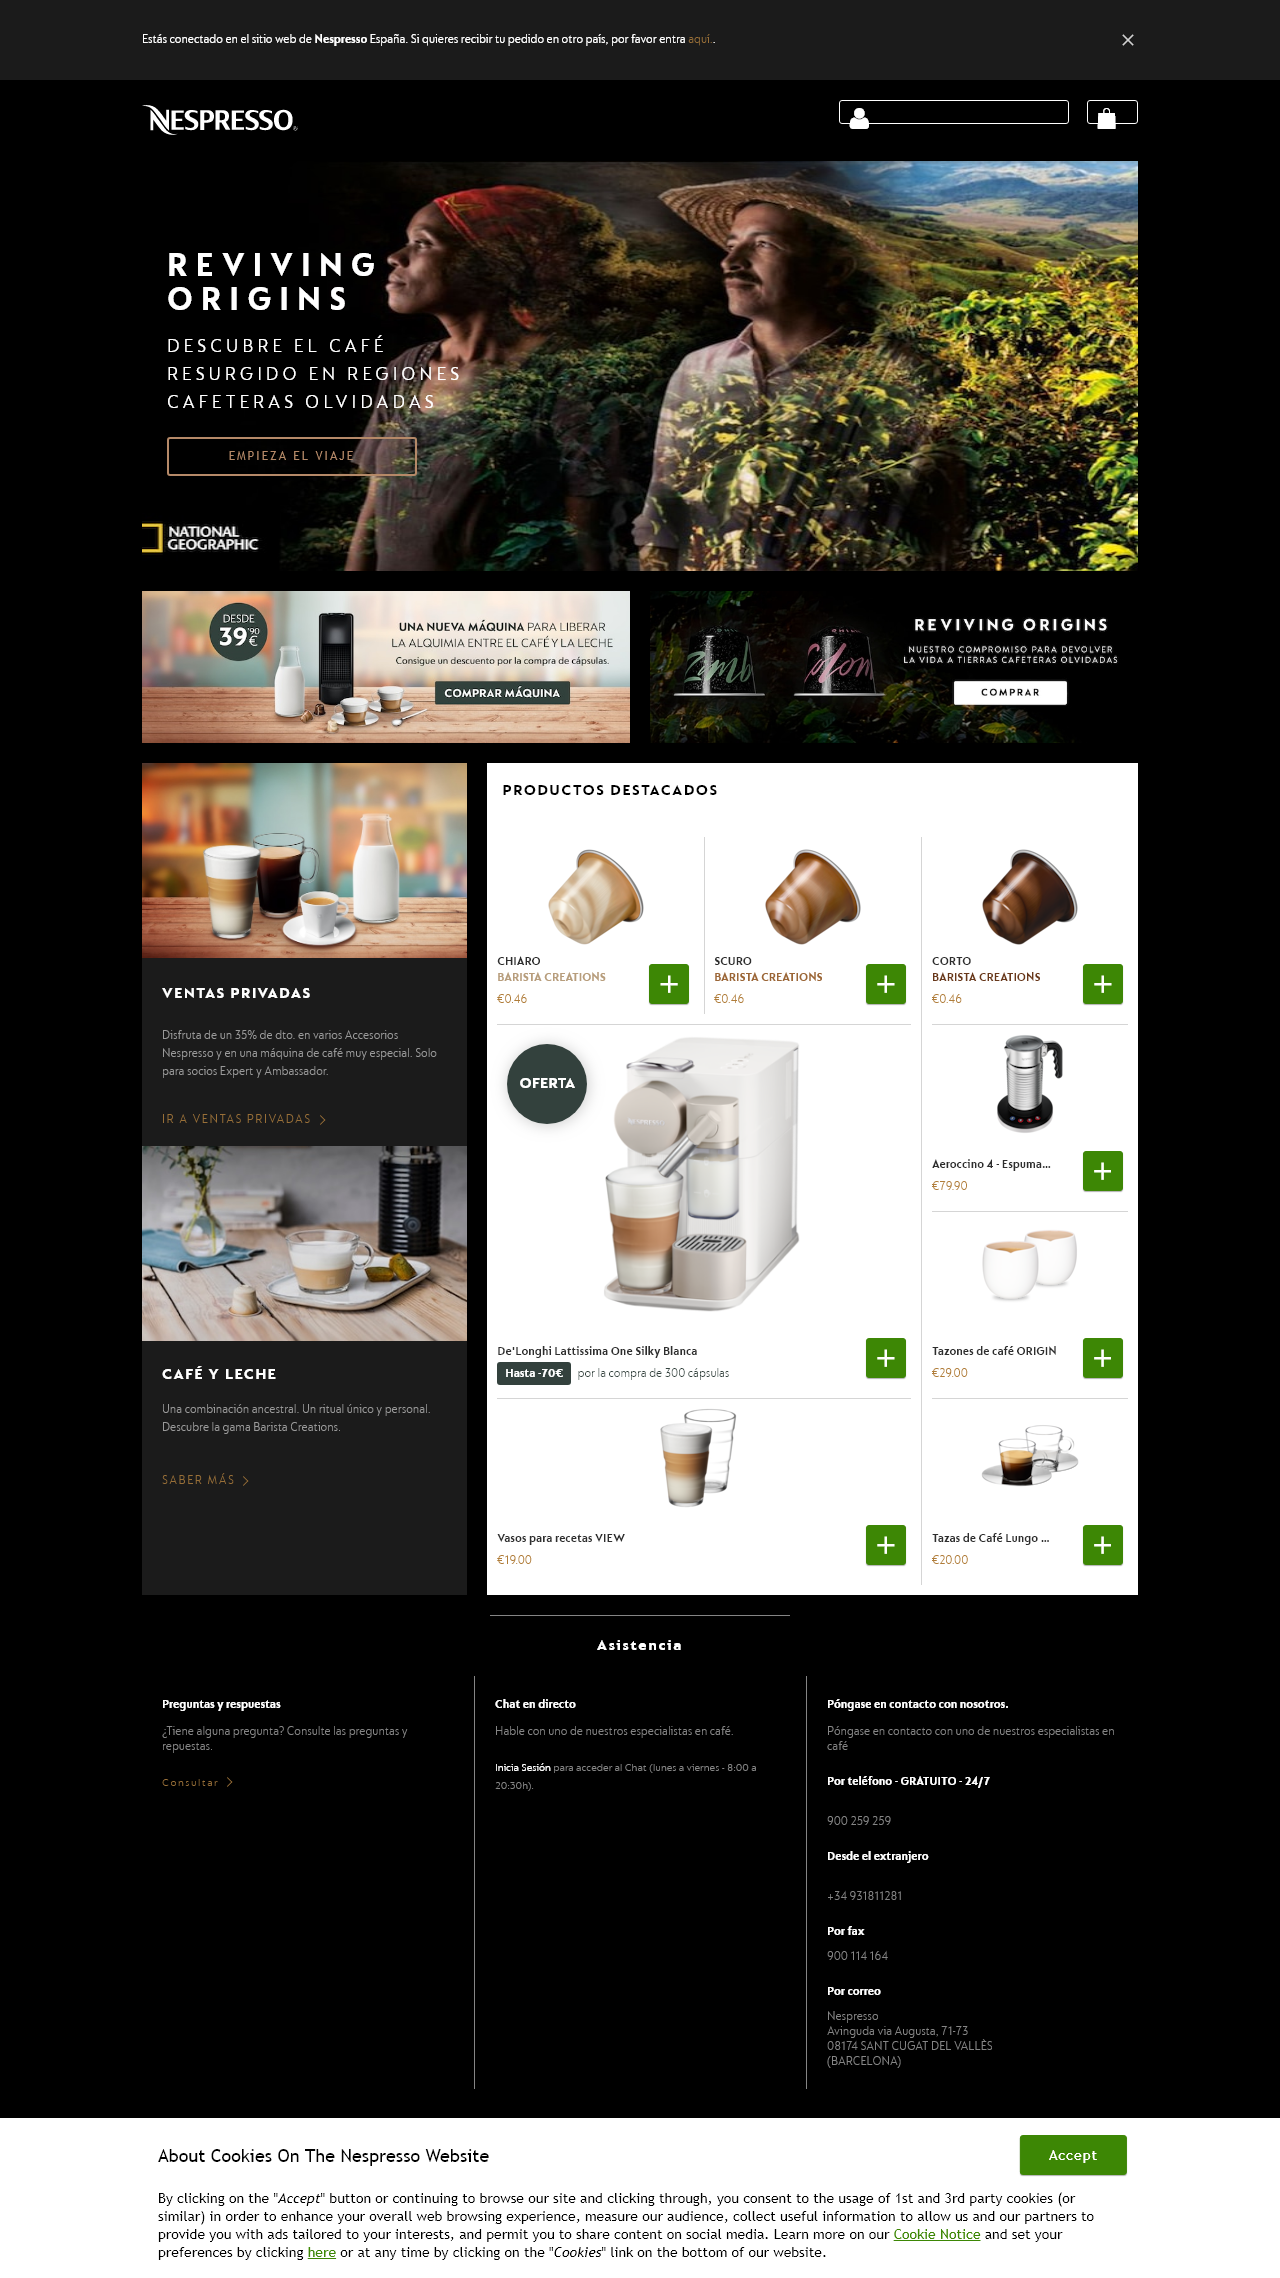 Estás conectado en el sitio web de Nespresso España. Si quieres recibir tu pedido en otro país, por favor entra aquí..
NESPRESSO
REVIVING
ORIGINS
DESCUBRE EL CAFÉ
RESURGIDO EN REGIONES
CAFETERAS OLVIDADAS
EMPIEZA EL VIAJE
NATIONAL
GEOGRAPHIC
DESDE
39'90
€
UNA NUEVA MÁQUINA PARA LIBERAR
LA ALQUIMIA ENTRE EL CAFÉ Y LA LECHE
Consigue un descuento por la compra de cápsulas.
COMPRAR MÁQUINA
REVIVING ORIGINS
NUESTRO COMPROMISO PARA DEVOLVER
LA VIDA A TIERRAS CAFETERAS OLVIDADAS
COMPRAR
VENTAS PRIVADAS
Disfruta de un 35% de dto. en varios Accesorios
Nespresso y en una máquina de café muy especial. Solo
para socios Expert y Ambassador.
IR A VENTAS PRIVADAS
CAFÉ Y LECHE
Una combinación ancestral. Un ritual único y personal.
Descubre la gama Barista Creations.
SABER MÁS
PRODUCTOS DESTACADOS
CHIARO
BARISTA CREATIONS
€0.46
SCURO
BARISTA CREATIONS
€0.46
CORTO
BARISTA CREATIONS
€0.46
OFERTA
De'Longhi Lattissima One Silky Blanca
Hasta -70€ por la compra de 300 cápsulas
Aeroccino 4 - Espuma...
€79.90
Tazones de café ORIGIN
€29.00
Vasos para recetas VIEW
€19.00
Tazas de Café Lungo ...
€20.00
Asistencia
Preguntas y respuestas
¿Tiene alguna pregunta? Consulte las preguntas y
repuestas.
Consultar
Chat en directo
Hable con uno de nuestros especialistas en café.
Inicia Sesión para acceder al Chat (lunes a viernes - 8:00 a
20:30h).
Póngase en contacto con nosotros.
Póngase en contacto con uno de nuestros especialistas en
café
Por teléfono - GRATUITO - 24/7
900 259 259
Desde el extranjero
+34 931811281
Por fax
900 114 164
Por correo
Nespresso
Avinguda via Augusta, 71-73
08174 SANT CUGAT DEL VALLÈS
(BARCELONA)
About Cookies On The Nespresso Website
Accept
By clicking on the "Accept" button or continuing to browse our site and clicking through, you consent to the usage of 1st and 3rd party cookies (or
similar) in order to enhance your overall web browsing experience, measure our audience, collect useful information to allow us and our partners to
provide you with ads tailored to your interests, and permit you to share content on social media. Learn more on our Cookie Notice and set your
preferences by clicking here or at any time by clicking on the "Cookies" link on the bottom of our website.